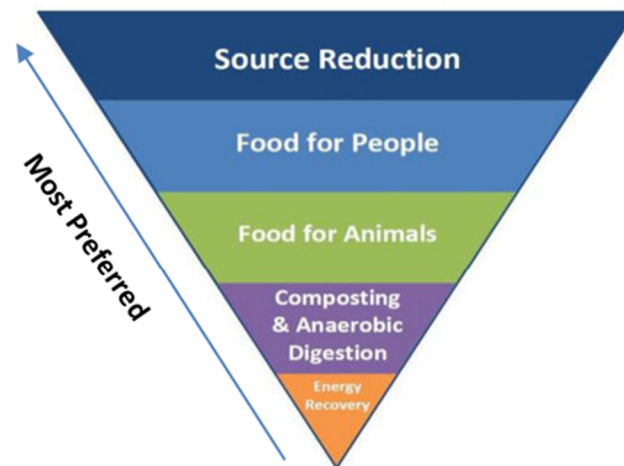 Source Reduction
Food for People
Most Preferred
Food for Animals
Composting
& Anaerobic
Digestion
Energy
Recovery